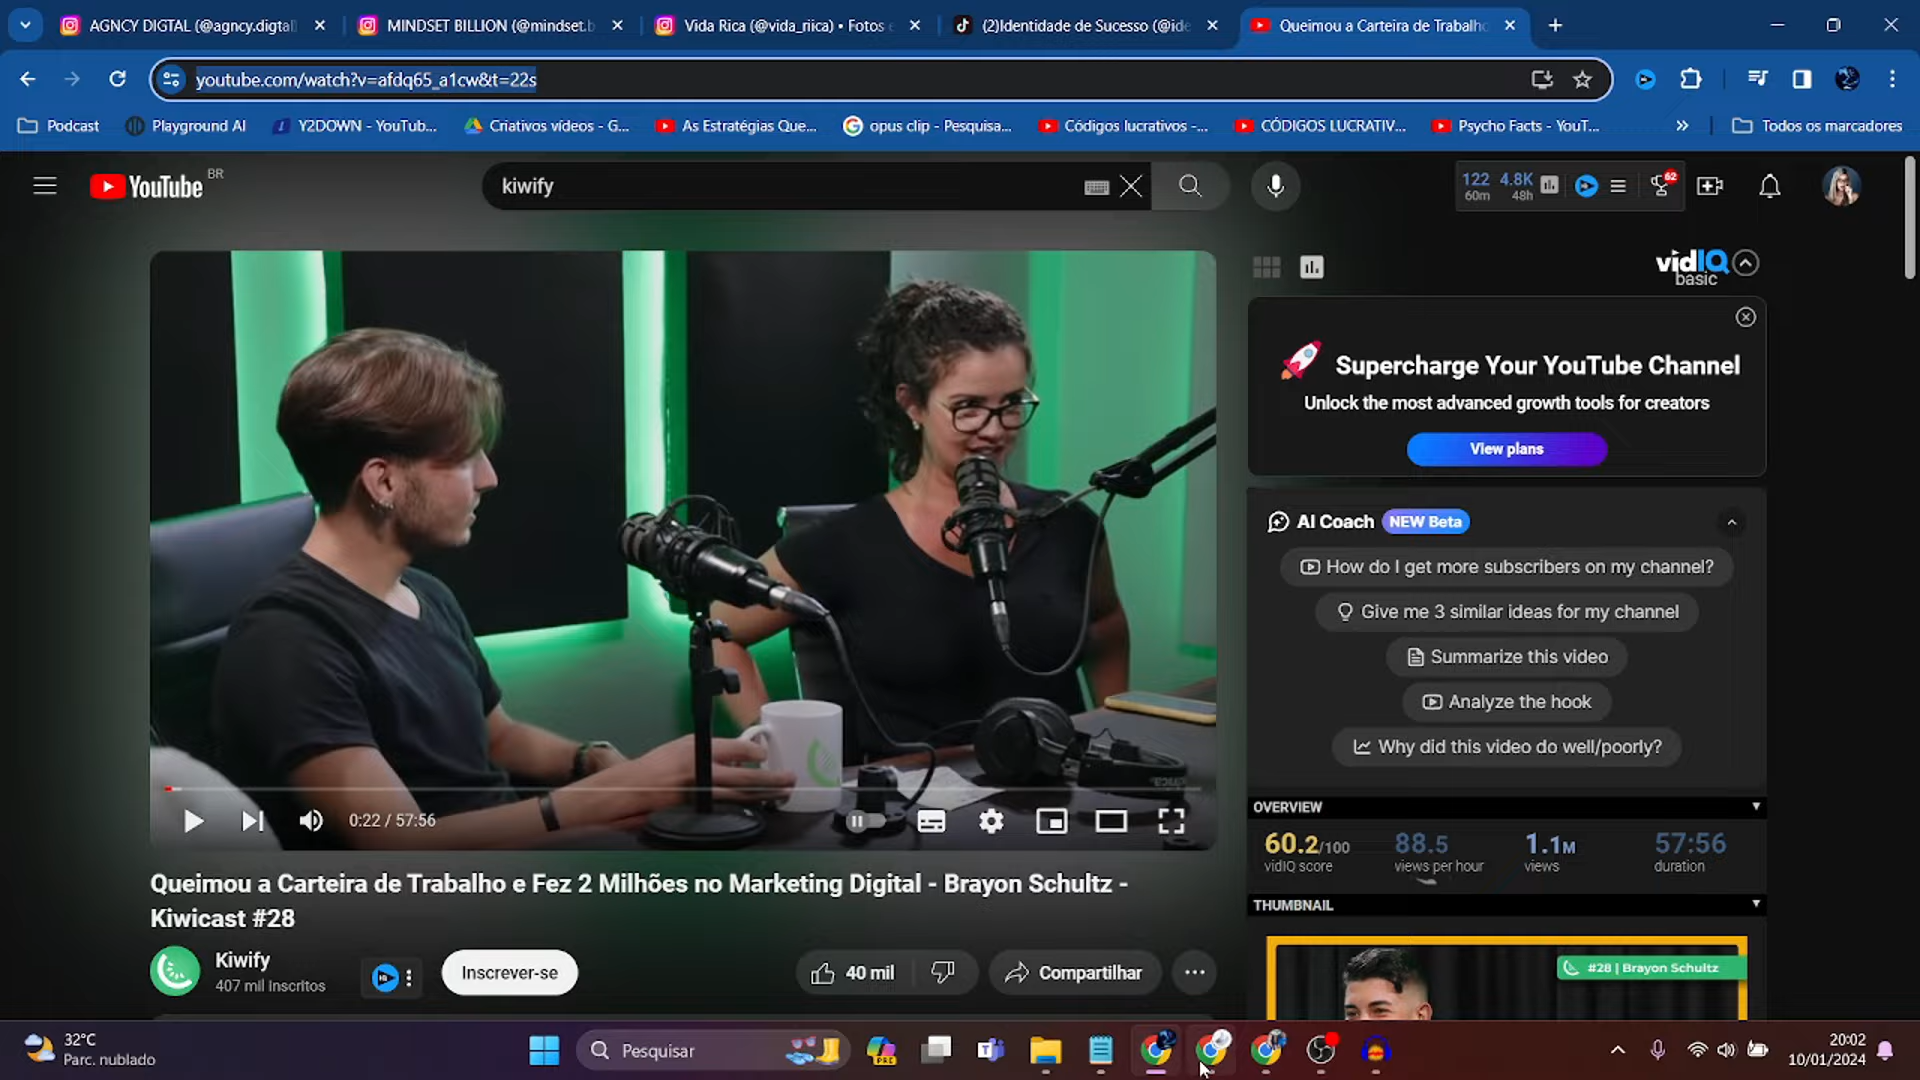 AGNCY DIGTAL (@agncy.digtal
MINDSET BILLION (@mindset.b
Vida Rica (@vida_riica) • Fotos e
(2)Identidade de Sucesso (@ide
Queimou a Carteira de Trabalho
youtube.com/watch?v=afdq65_a1cw&t=22s
Podcast
Playground AI
Y2DOWN - YouTub...
Criativos vídeos - G...
As Estratégias Que...
opus clip - Pesquisa...
Códigos lucrativos -...
CÓDIGOS LUCRATIV...
Psycho Facts - YouT...
Todos os marcadores
YouTube BR
kiwify
122 4.8K
60m 48h
62
vidIQ
basic
Supercharge Your YouTube Channel
Unlock the most advanced growth tools for creators
View plans
AI Coach NEW Beta
How do I get more subscribers on my channel?
Give me 3 similar ideas for my channel
Summarize this video
Analyze the hook
Why did this video do well/poorly?
0:22 / 57:56
OVERVIEW
60.2/100 88.5 1.1M 57:56
vidIQ score views per hour views duration
THUMBNAIL
#28 | Brayon Schultz
Queimou a Carteira de Trabalho e Fez 2 Milhões no Marketing Digital - Brayon Schultz -
Kiwicast #28
Kiwify
407 mil inscritos
Inscrever-se
40 mil
Compartilhar
32°C
Parc. nublado
Pesquisar
PRE
20:02
10/01/2024